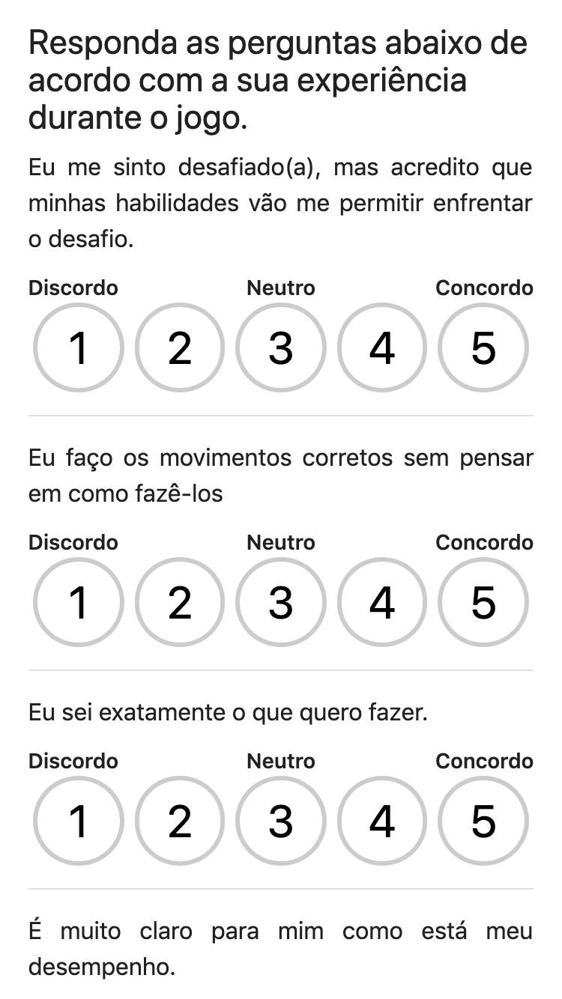 Responda as perguntas abaixo de
acordo com a sua experiência
durante o jogo.
Eu me sinto desafiado(a), mas acredito que
minhas habilidades vão me permitir enfrentar
o desafio.
Discordo Neutro Concordo
1 2 3 4 5
Eu faço os movimentos corretos sem pensar
em como fazê-los
Discordo Neutro Concordo
1 2 3 4 5
Eu sei exatamente o que quero fazer.
Discordo Neutro Concordo
1 2 3 4 5
É muito claro para mim como está meu
desempenho.